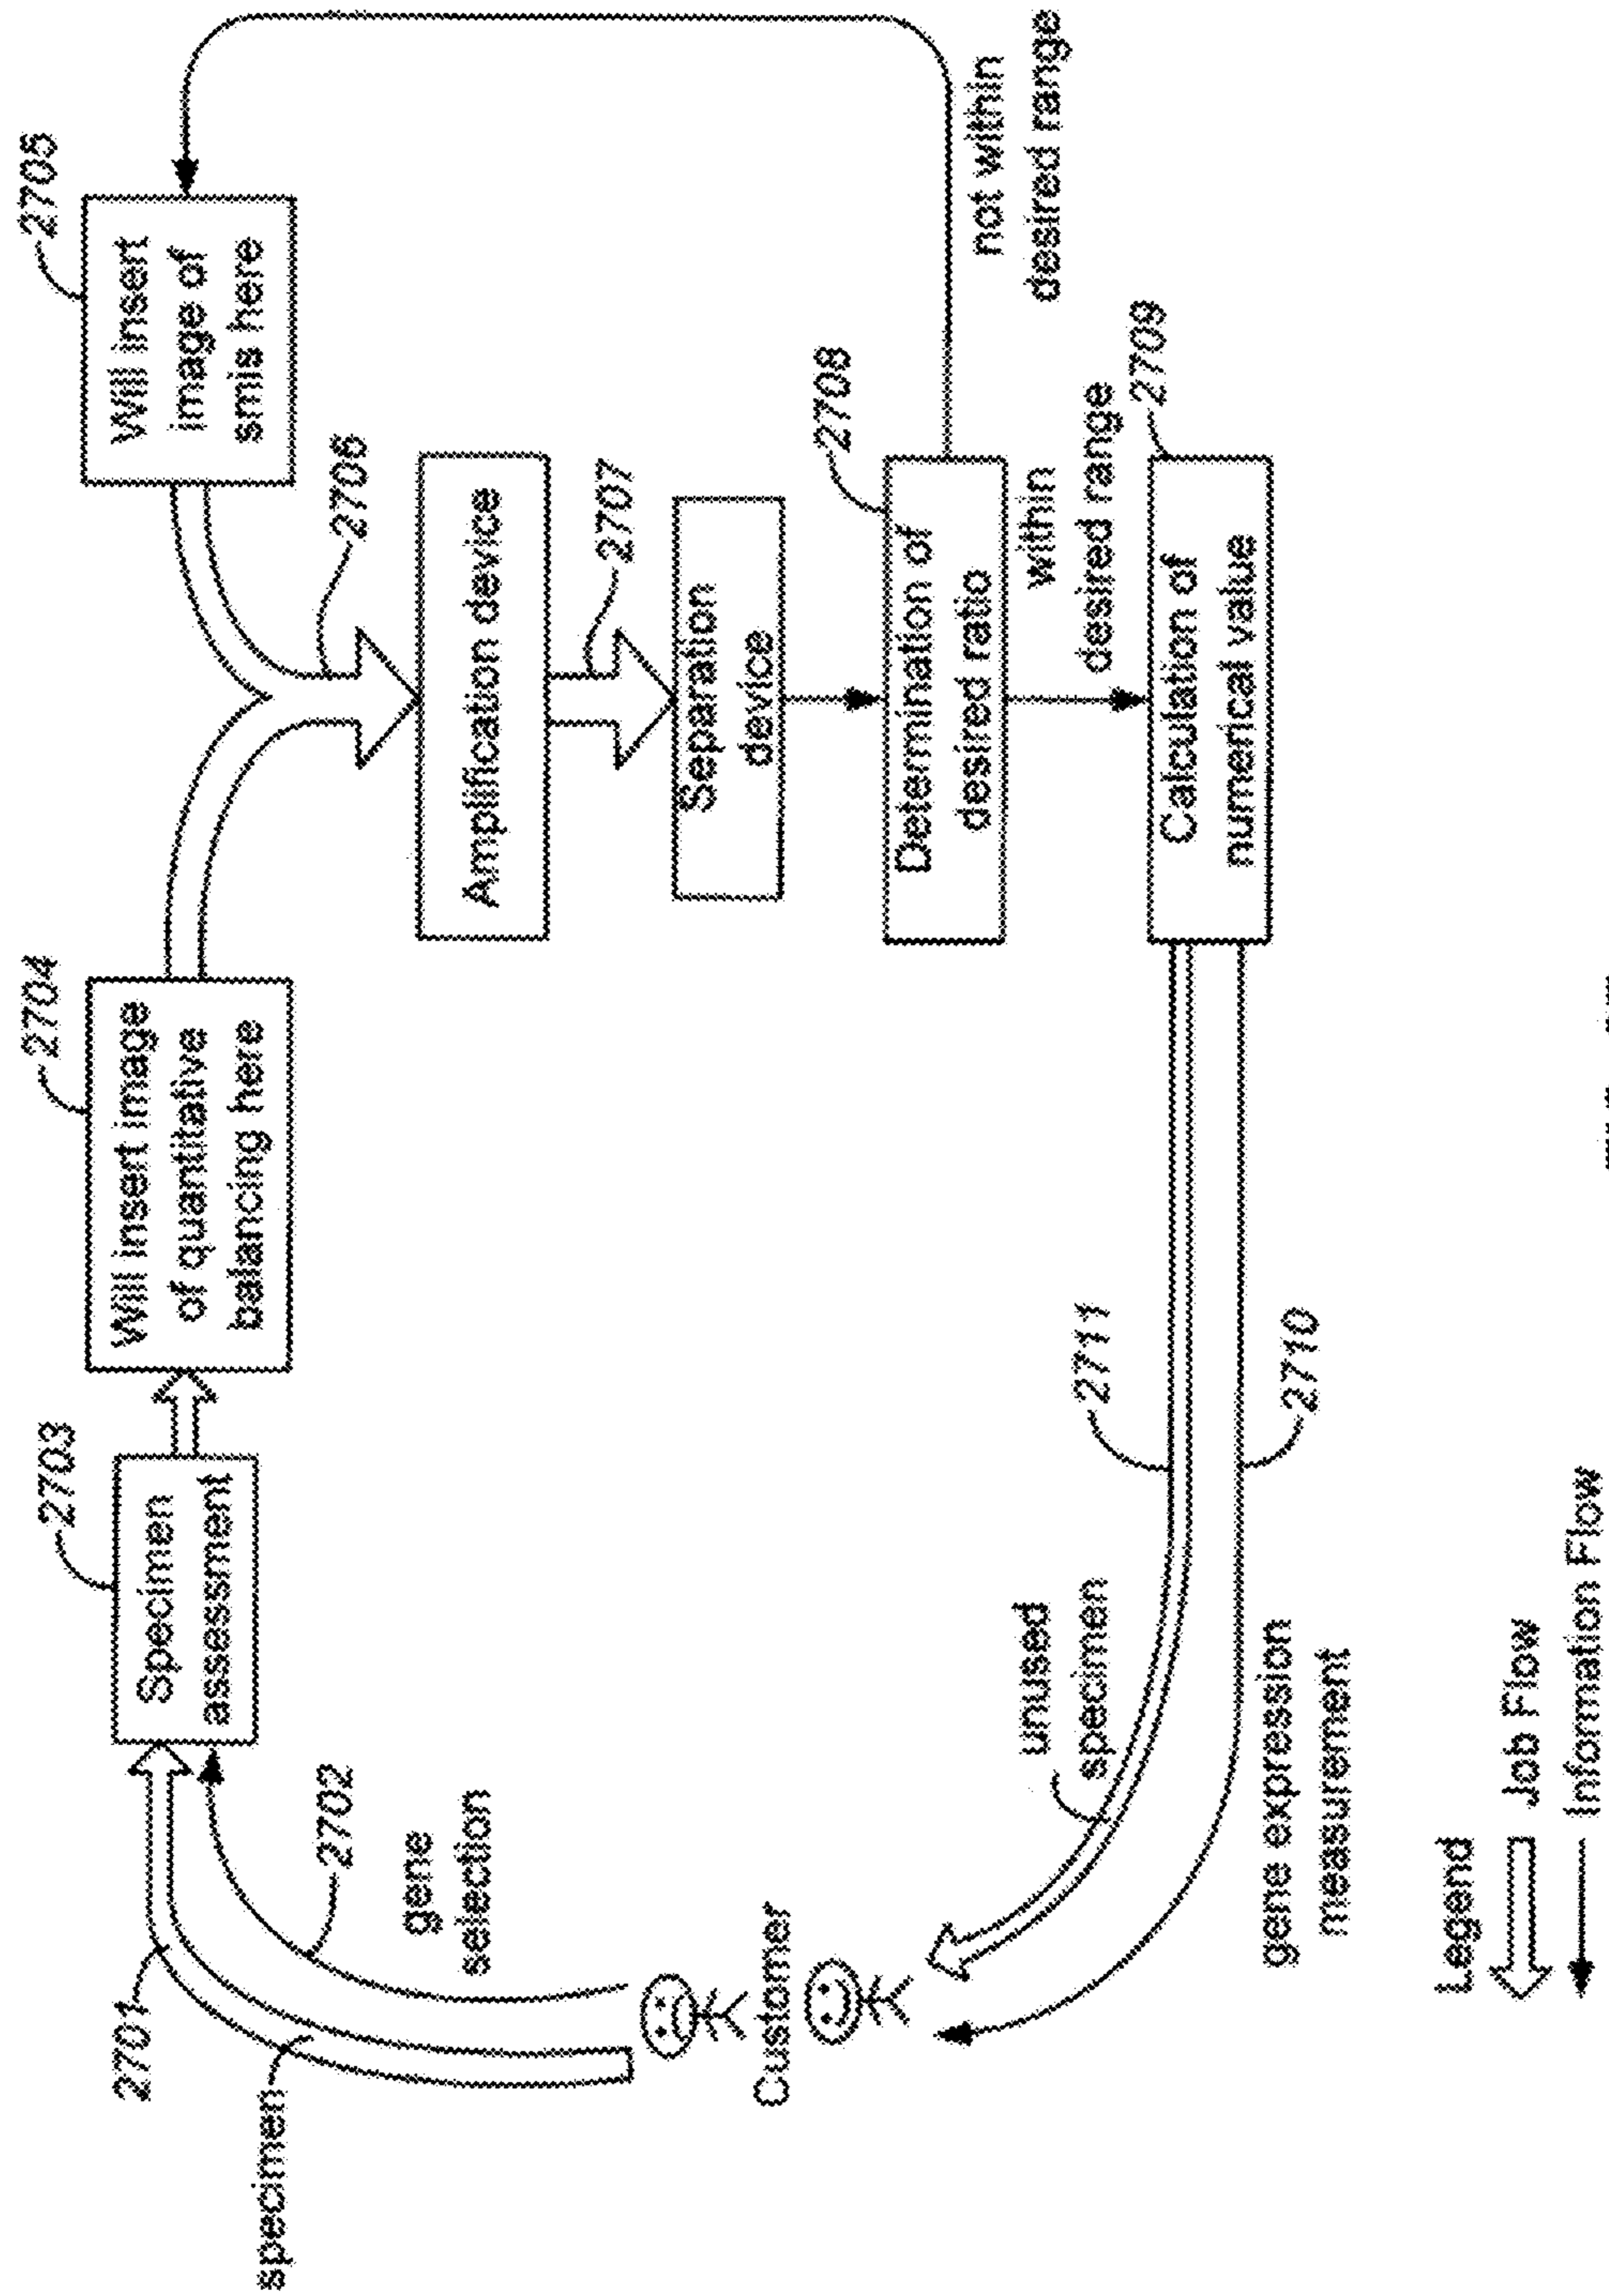 2701
specimen
2702
gene
selection
Customer
2703
Specimen
assessment
2704
Will insert image
of quantitative
balancing here
2705
Will insert
image of
smis here
2706
Amplification device
2707
Separation
device
2708
Determination of
desired ratio
not within
desired range
within
desired range
2709
Calculation of
numerical value
2711
2710
unused
specimen
gene expression
measurement
Legend
Job Flow
Information Flow